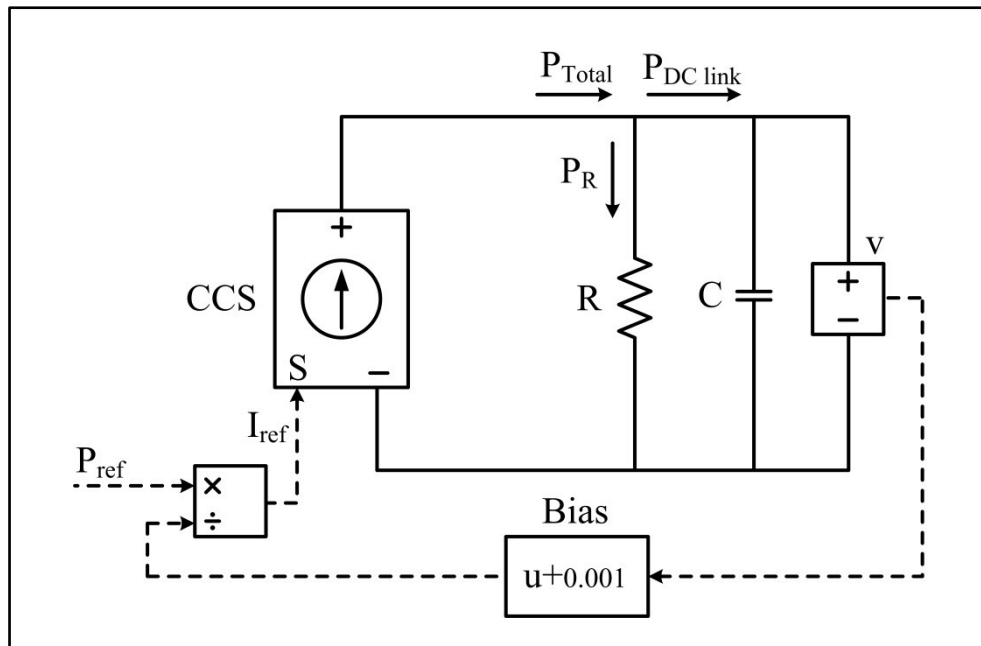 P_Total P_DC link
P_R
v
+
CCS
R
C
+
−
S
−
I_ref
P_ref
×
÷
Bias
u+0.001